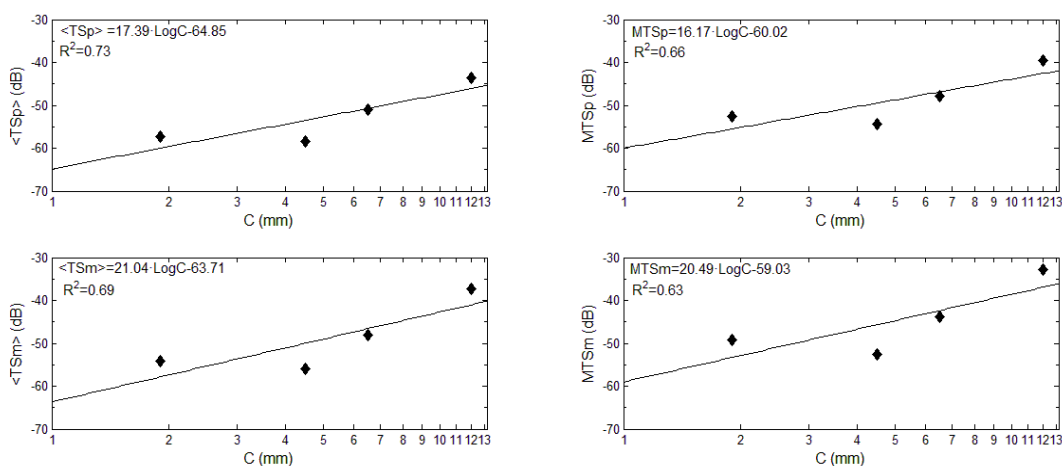 <TSp> =17.39·LogC-64.85
R²=0.73
<TSp> (dB)
-30
-40
-50
-60
-70
1 2 3 4 5 6 7 8 9 10 11 12 13
C (mm)
MTSp=16.17·LogC-60.02
R²=0.66
MTSp (dB)
-30
-40
-50
-60
-70
1 2 3 4 5 6 7 8 9 10 11 12 13
C (mm)
<TSm>=21.04·LogC-63.71
R²=0.69
<TSm> (dB)
-30
-40
-50
-60
-70
1 2 3 4 5 6 7 8 9 10 11 12 13
C (mm)
MTSm=20.49·LogC-59.03
R²=0.63
MTSm (dB)
-30
-40
-50
-60
-70
1 2 3 4 5 6 7 8 9 10 11 12 13
C (mm)